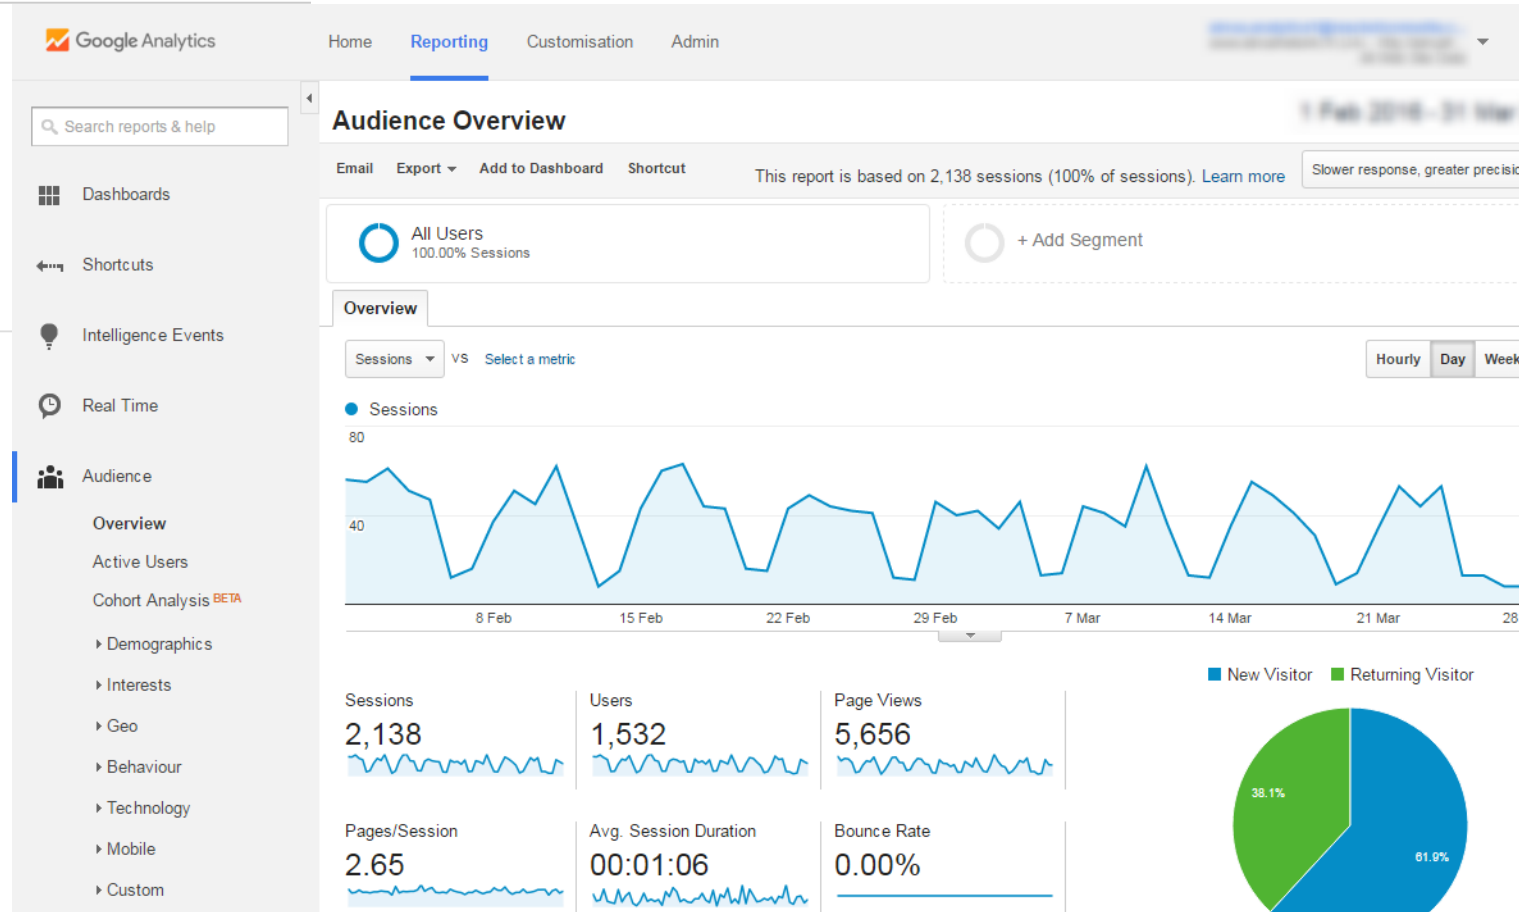 Google Analytics
Home Reporting Customisation Admin
Search reports & help
Dashboards
Shortcuts
Intelligence Events
Real Time
Audience
Overview
Active Users
Cohort Analysis BETA
Demographics
Interests
Geo
Behaviour
Technology
Mobile
Custom
Audience Overview
1 Feb 2016 - 31 Mar
Email Export Add to Dashboard Shortcut
This report is based on 2,138 sessions (100% of sessions). Learn more
Slower response, greater precisio
All Users
100.00% Sessions
+ Add Segment
Overview
Sessions VS Select a metric
Hourly Day Week
Sessions
80
40
8 Feb 15 Feb 22 Feb 29 Feb 7 Mar 14 Mar 21 Mar 28
New Visitor Returning Visitor
Sessions
2,138
Users
1,532
Page Views
5,656
Pages/Session
2.65
Avg. Session Duration
00:01:06
Bounce Rate
0.00%
38.1%
61.9%